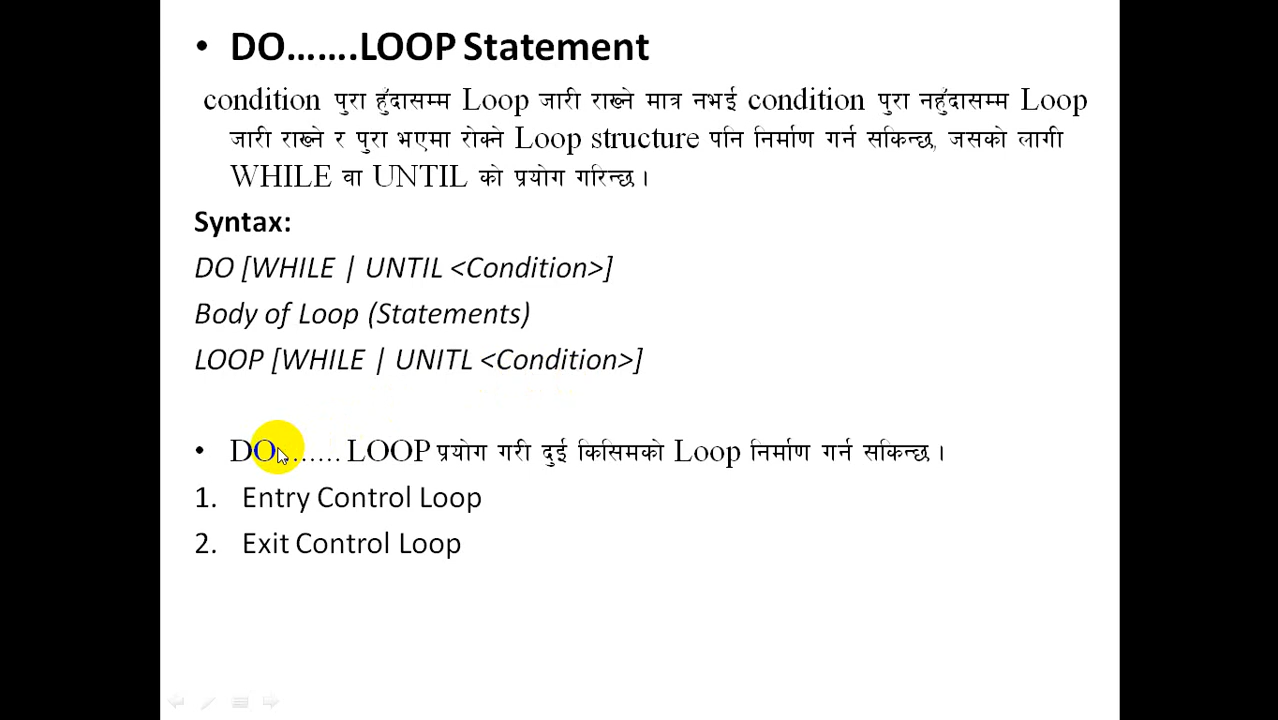 • DO…….LOOP Statement
condition पुरा हुँदासम्म Loop जारी राख्ने मात्र नभई condition पुरा नहुँदासम्म Loop
जारी राख्ने र पुरा भएमा रोक्ने Loop structure पनि निर्माण गर्न सकिन्छ, जसको लागी
WHILE वा UNTIL को प्रयोग गरिन्छ ।
Syntax:
DO [WHILE | UNTIL <Condition>]
Body of Loop (Statements)
LOOP [WHILE | UNITL <Condition>]
• DO........ LOOP प्रयोग गरी दुई किसिमको Loop निर्माण गर्न सकिन्छ ।
1. Entry Control Loop
2. Exit Control Loop